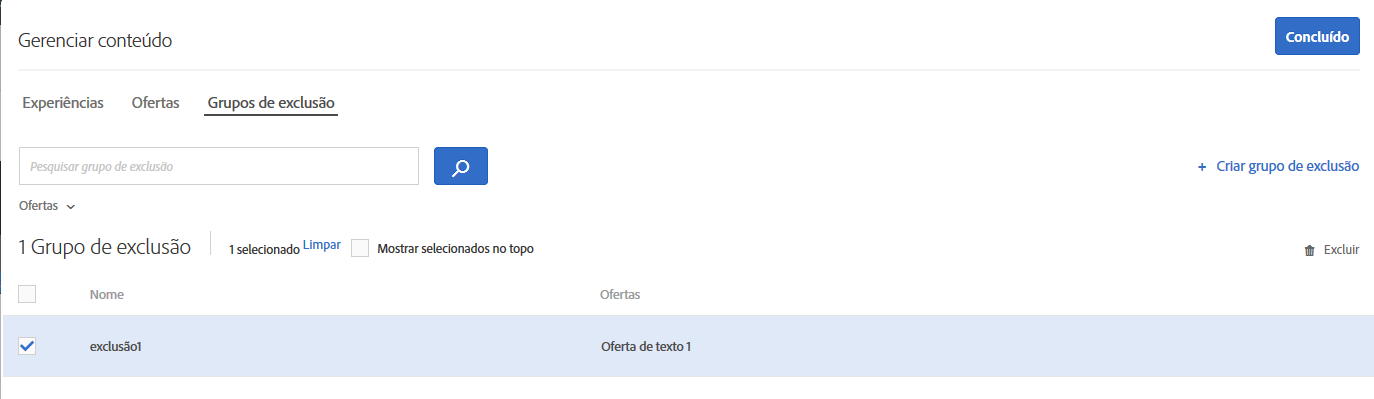 Gerenciar conteúdo
Concluído
Experiências Ofertas Grupos de exclusão
Pesquisar grupo de exclusão
+ Criar grupo de exclusão
Ofertas
1 Grupo de exclusão 1 selecionado Limpar Mostrar selecionados no topo Excluir
Nome Ofertas
exclusão1 Oferta de texto 1